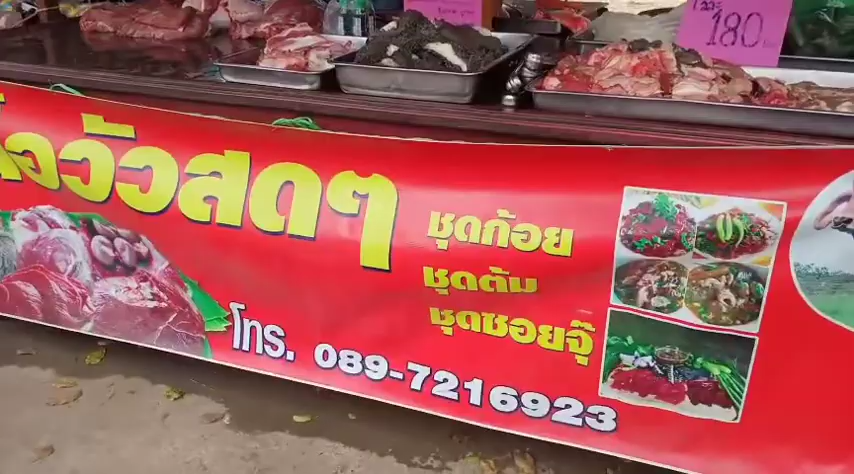 180
วัวสดๆ
ชุดก้อย
ชุดต้ม
ชุดซอยจุ๊
โทร.
089-7216923